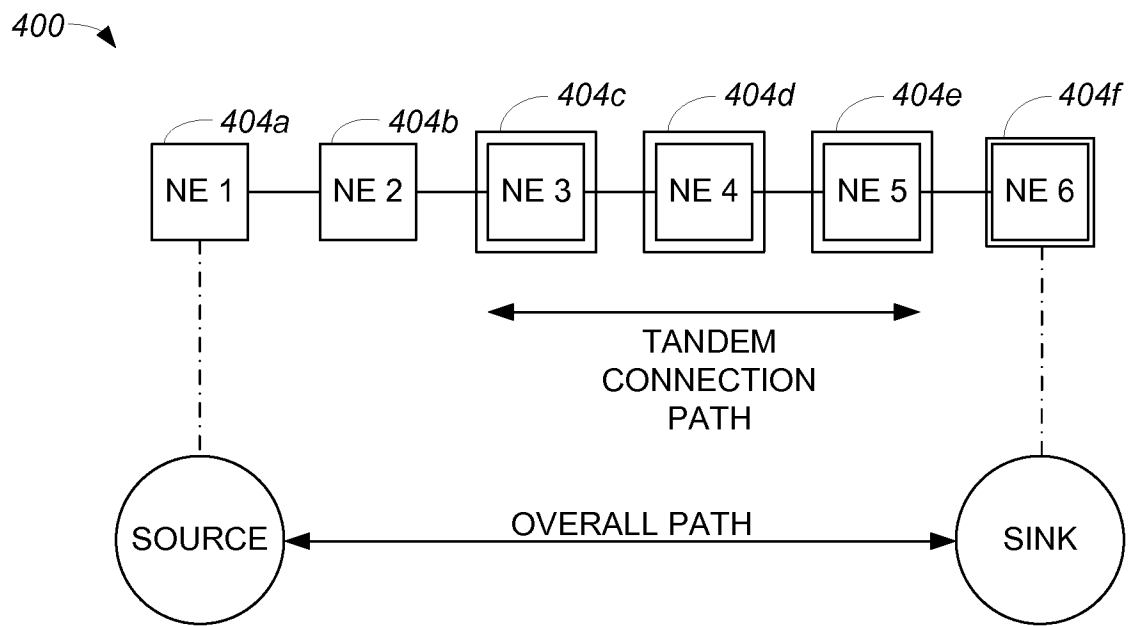 400
404a
404b
404c
404d
404e
404f
NE 1
NE 2
NE 3
NE 4
NE 5
NE 6
TANDEM
CONNECTION
PATH
OVERALL PATH
SOURCE
SINK